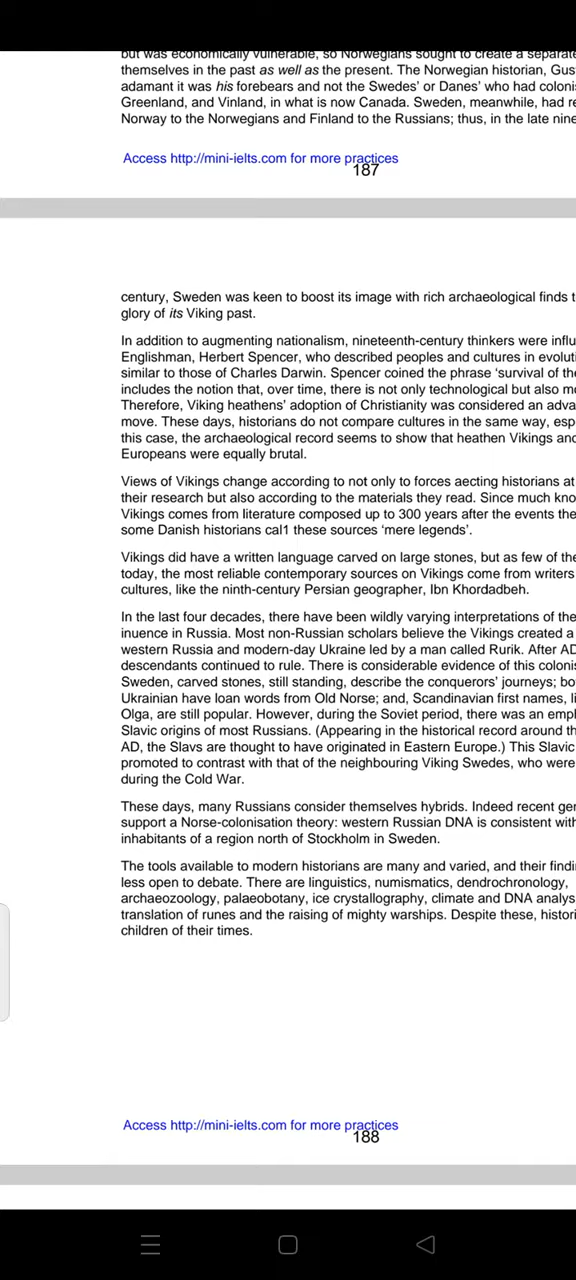 but was economically vulnerable, so Norwegians sought to create a separate
themselves in the past as well as the present. The Norwegian historian, Gus
adamant it was his forebears and not the Swedes' or Danes' who had colonis
Greenland, and Vinland, in what is now Canada. Sweden, meanwhile, had re
Norway to the Norwegians and Finland to the Russians; thus, in the late nine
Access http://mini-ielts.com for more practices
187
century, Sweden was keen to boost its image with rich archaeological finds t
glory of its Viking past.
In addition to augmenting nationalism, nineteenth-century thinkers were influ
Englishman, Herbert Spencer, who described peoples and cultures in evoluti
similar to those of Charles Darwin. Spencer coined the phrase 'survival of the
includes the notion that, over time, there is not only technological but also mo
Therefore, Viking heathens' adoption of Christianity was considered an adva
move. These days, historians do not compare cultures in the same way, esp
this case, the archaeological record seems to show that heathen Vikings and
Europeans were equally brutal.
Views of Vikings change according to not only to forces aecting historians at
their research but also according to the materials they read. Since much kno
Vikings comes from literature composed up to 300 years after the events the
some Danish historians cal1 these sources 'mere legends'.
Vikings did have a written language carved on large stones, but as few of the
today, the most reliable contemporary sources on Vikings come from writers
cultures, like the ninth-century Persian geographer, Ibn Khordadbeh.
In the last four decades, there have been wildly varying interpretations of the
inuence in Russia. Most non-Russian scholars believe the Vikings created a
western Russia and modern-day Ukraine led by a man called Rurik. After AD
descendants continued to rule. There is considerable evidence of this colonis
Sweden, carved stones, still standing, describe the conquerors' journeys; bo
Ukrainian have loan words from Old Norse; and, Scandinavian first names, li
Olga, are still popular. However, during the Soviet period, there was an emph
Slavic origins of most Russians. (Appearing in the historical record around th
AD, the Slavs are thought to have originated in Eastern Europe.) This Slavic
promoted to contrast with that of the neighbouring Viking Swedes, who were
during the Cold War.
These days, many Russians consider themselves hybrids. Indeed recent gen
support a Norse-colonisation theory: western Russian DNA is consistent with
inhabitants of a region north of Stockholm in Sweden.
The tools available to modern historians are many and varied, and their findi
less open to debate. There are linguistics, numismatics, dendrochronology,
archaeozoology, palaeobotany, ice crystallography, climate and DNA analys
translation of runes and the raising of mighty warships. Despite these, histori
children of their times.
Access http://mini-ielts.com for more practices
188